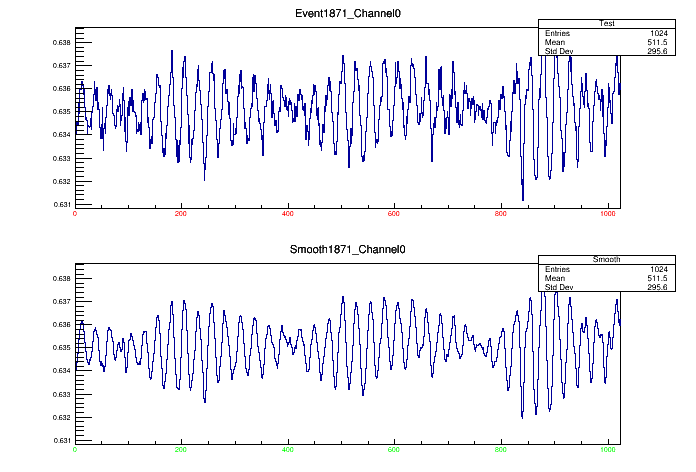 Event1871_Channel0
Test
Entries 1024
Mean 511.5
Std Dev 295.6
0.638
0.637
0.636
0.635
0.634
0.633
0.632
0.631
0 200 400 600 800 1000
Smooth1871_Channel0
Smooth
Entries 1024
Mean 511.5
Std Dev 295.6
0.638
0.637
0.636
0.635
0.634
0.633
0.632
0.631
0 200 400 600 800 1000